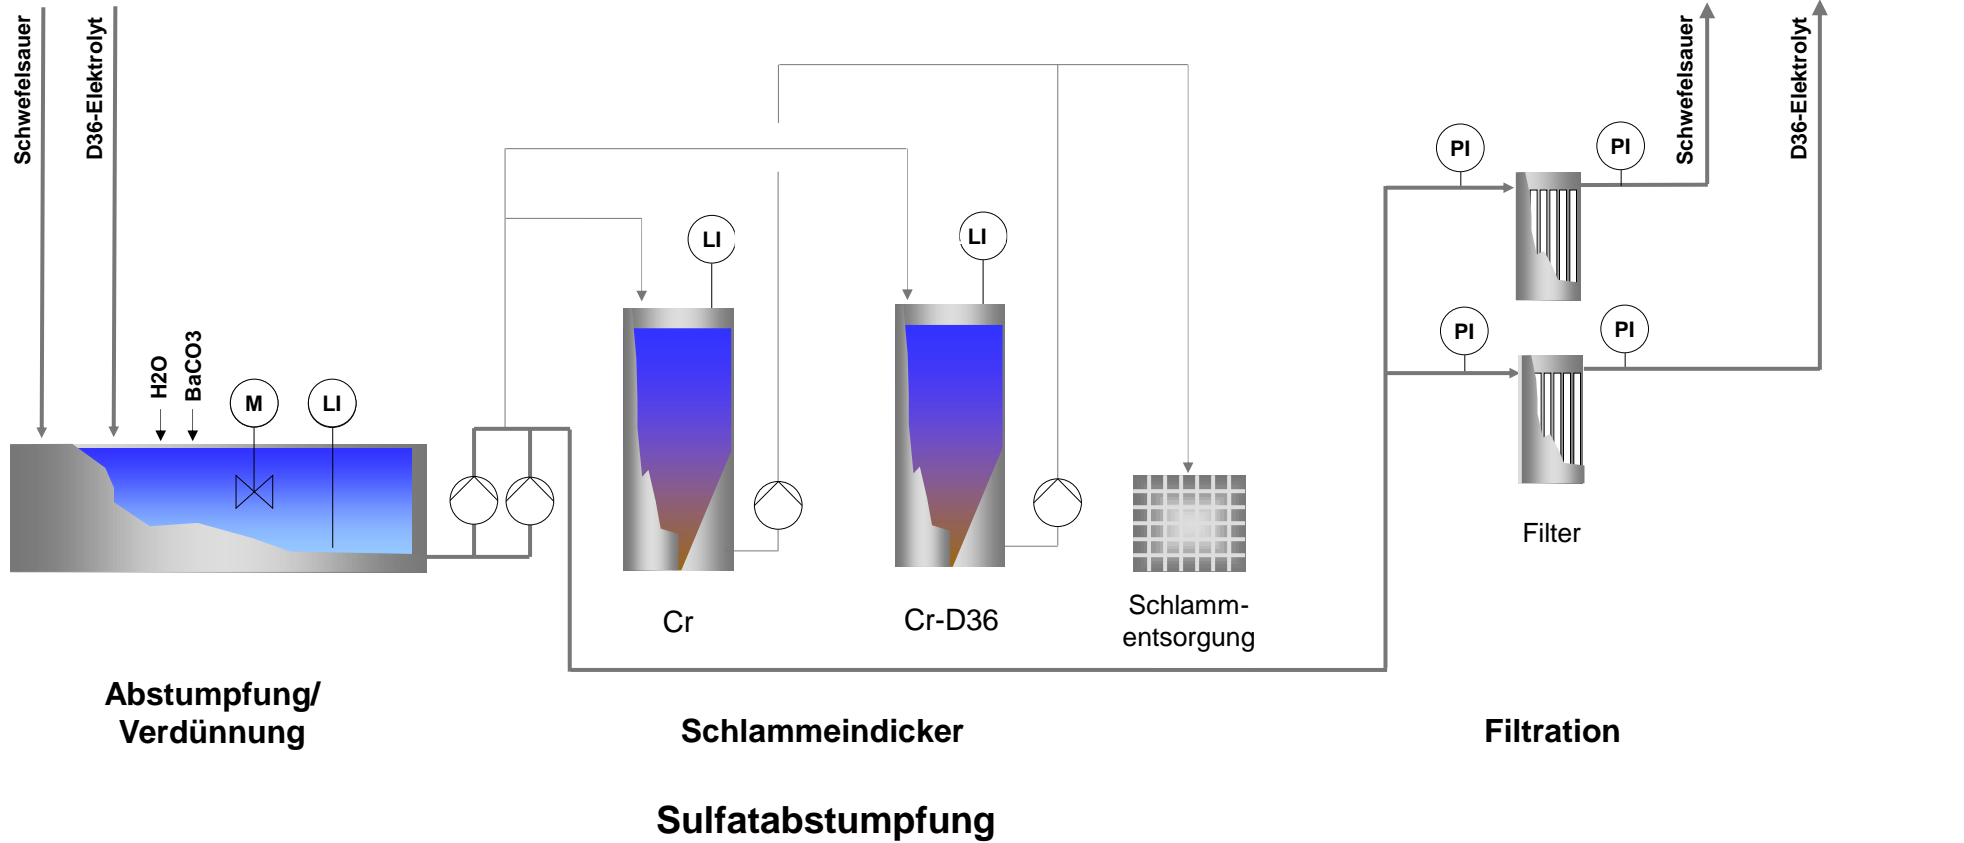 Schwefelsauer
D36-Elektrolyt
Schwefelsauer
D36-Elektrolyt
PI
PI
LI
LI
PI
PI
H2O
BaCO3
M
LI
Filter
Cr
Cr-D36
Schlamm-
entsorgung
Abstumpfung/
Verdünnung
Schlammeindicker
Filtration
Sulfatabstumpfung